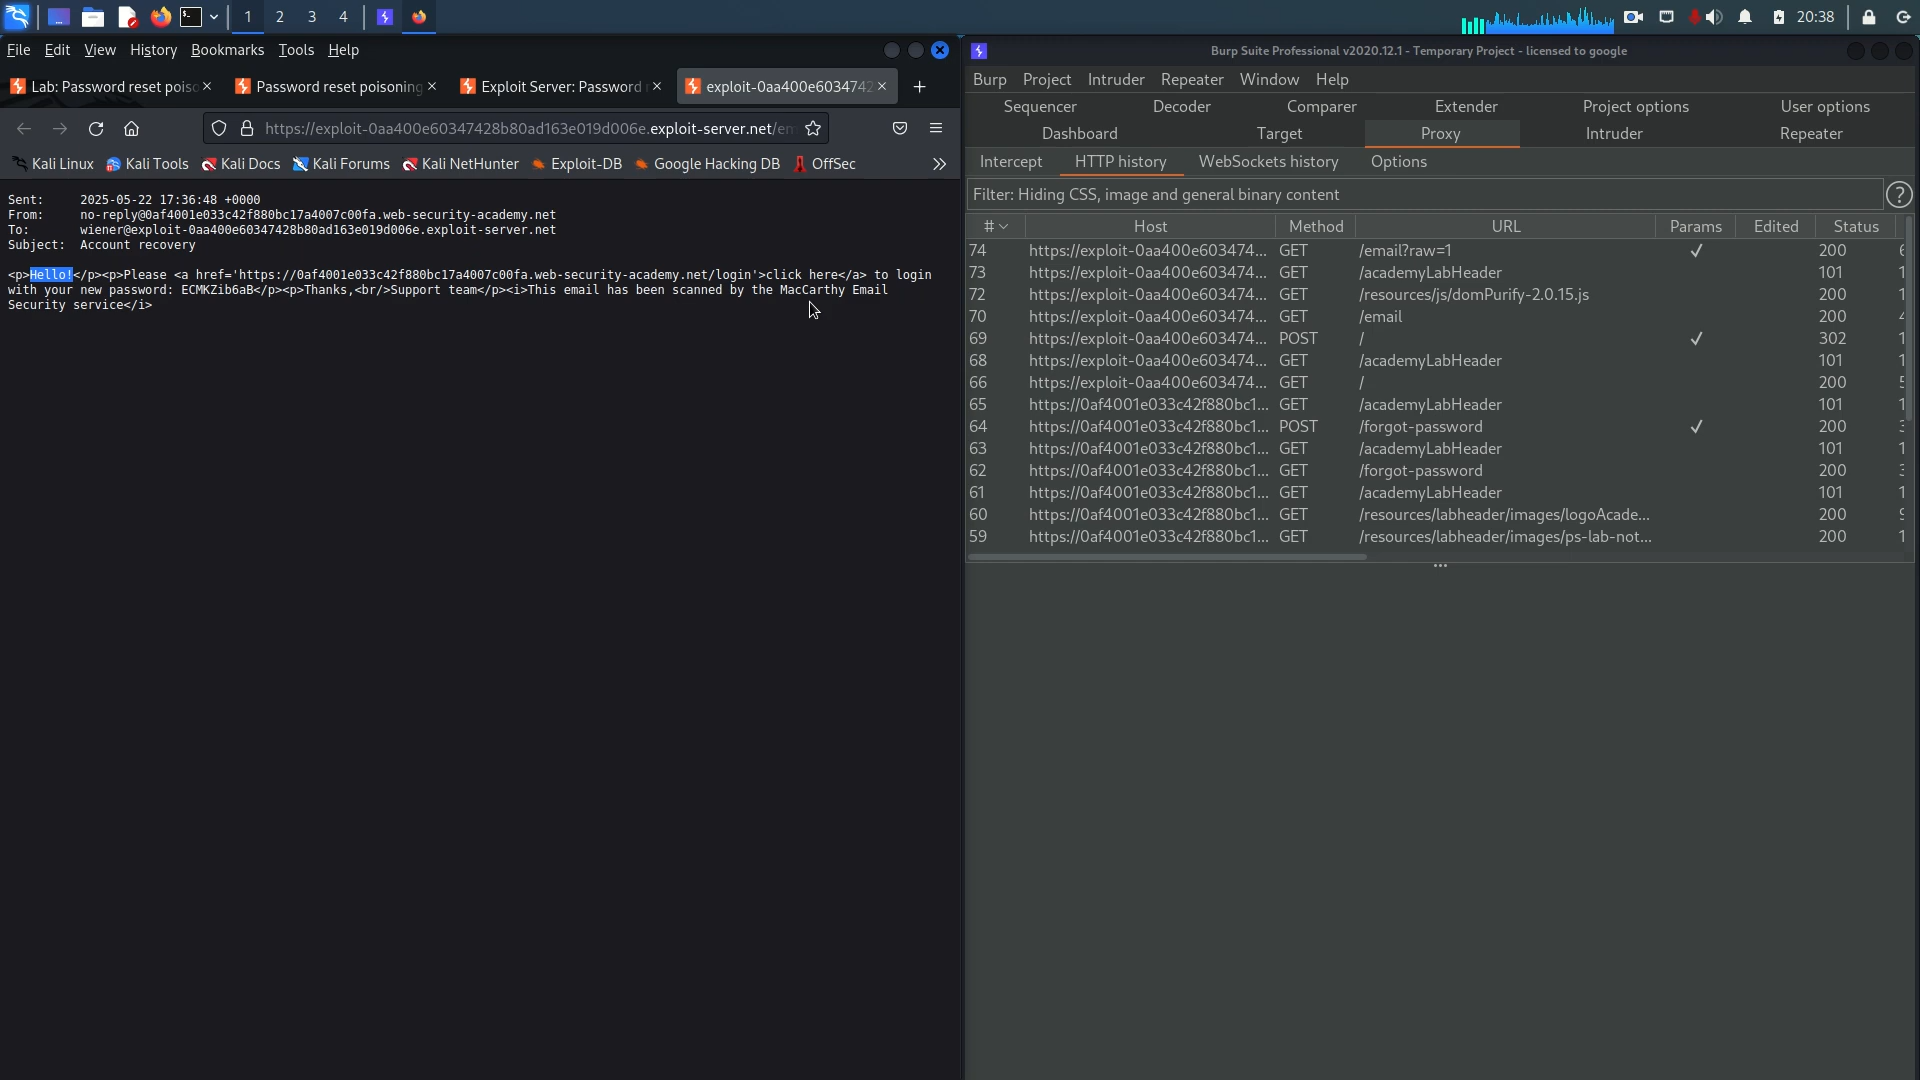 1
2
3
4
20:38
File Edit View History Bookmarks Tools Help
Lab: Password reset pois
Password reset poisoning
Exploit Server: Password
exploit-0aa400e6034742
https://exploit-0aa400e60347428b80ad163e019d006e.exploit-server.net/em
Kali Linux
Kali Tools
Kali Docs
Kali Forums
Kali NetHunter
Exploit-DB
Google Hacking DB
OffSec
Sent: 2025-05-22 17:36:48 +0000
From: no-reply@0af4001e033c42f880bc17a4007c00fa.web-security-academy.net
To: wiener@exploit-0aa400e60347428b80ad163e019d006e.exploit-server.net
Subject: Account recovery
<p>Hello!</p><p>Please <a href='https://0af4001e033c42f880bc17a4007c00fa.web-security-academy.net/login'>click here</a> to login
with your new password: ECMKZib6aB</p><p>Thanks,<br/>Support team</p><i>This email has been scanned by the MacCarthy Email
Security service</i>
Burp Suite Professional v2020.12.1 - Temporary Project - licensed to google
Burp Project Intruder Repeater Window Help
Sequencer Decoder Comparer Extender Project options User options
Dashboard Target Proxy Intruder Repeater
Intercept HTTP history WebSockets history Options
Filter: Hiding CSS, image and general binary content
?
# Host Method URL Params Edited Status
74 https://exploit-0aa400e603474... GET /email?raw=1 ✓ 200
73 https://exploit-0aa400e603474... GET /academyLabHeader 101
72 https://exploit-0aa400e603474... GET /resources/js/domPurify-2.0.15.js 200
70 https://exploit-0aa400e603474... GET /email 200
69 https://exploit-0aa400e603474... POST / ✓ 302
68 https://exploit-0aa400e603474... GET /academyLabHeader 101
66 https://exploit-0aa400e603474... GET / 200
65 https://0af4001e033c42f880bc1... GET /academyLabHeader 101
64 https://0af4001e033c42f880bc1... POST /forgot-password ✓ 200
63 https://0af4001e033c42f880bc1... GET /academyLabHeader 101
62 https://0af4001e033c42f880bc1... GET /forgot-password 200
61 https://0af4001e033c42f880bc1... GET /academyLabHeader 101
60 https://0af4001e033c42f880bc1... GET /resources/labheader/images/logoAcade... 200
59 https://0af4001e033c42f880bc1... GET /resources/labheader/images/ps-lab-not... 200